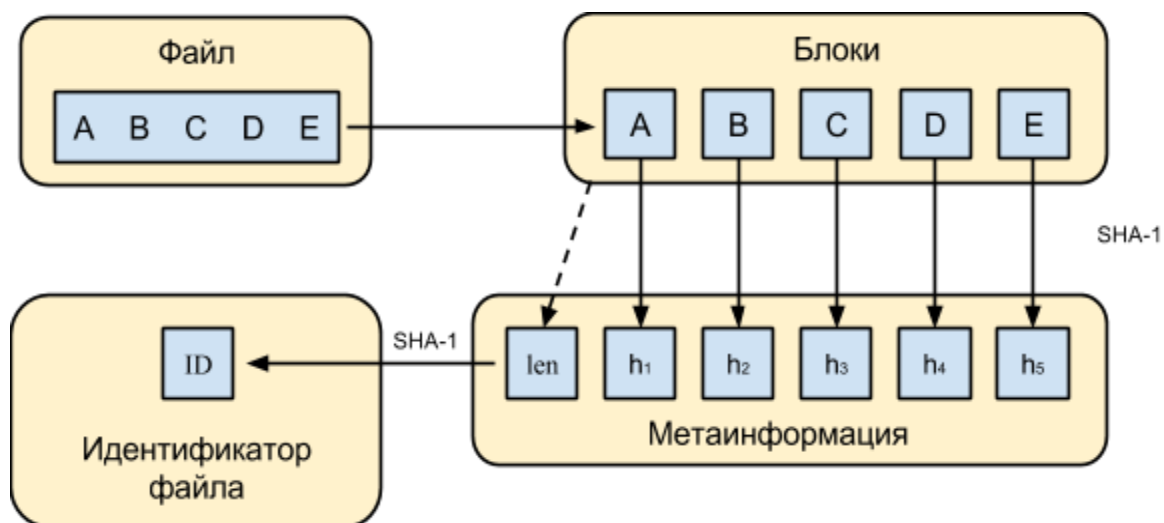 Файл
A B C D E
Блоки
A B C D E
SHA-1
SHA-1
ID
len h1 h2 h3 h4 h5
Идентификатор
файла
Метаинформация